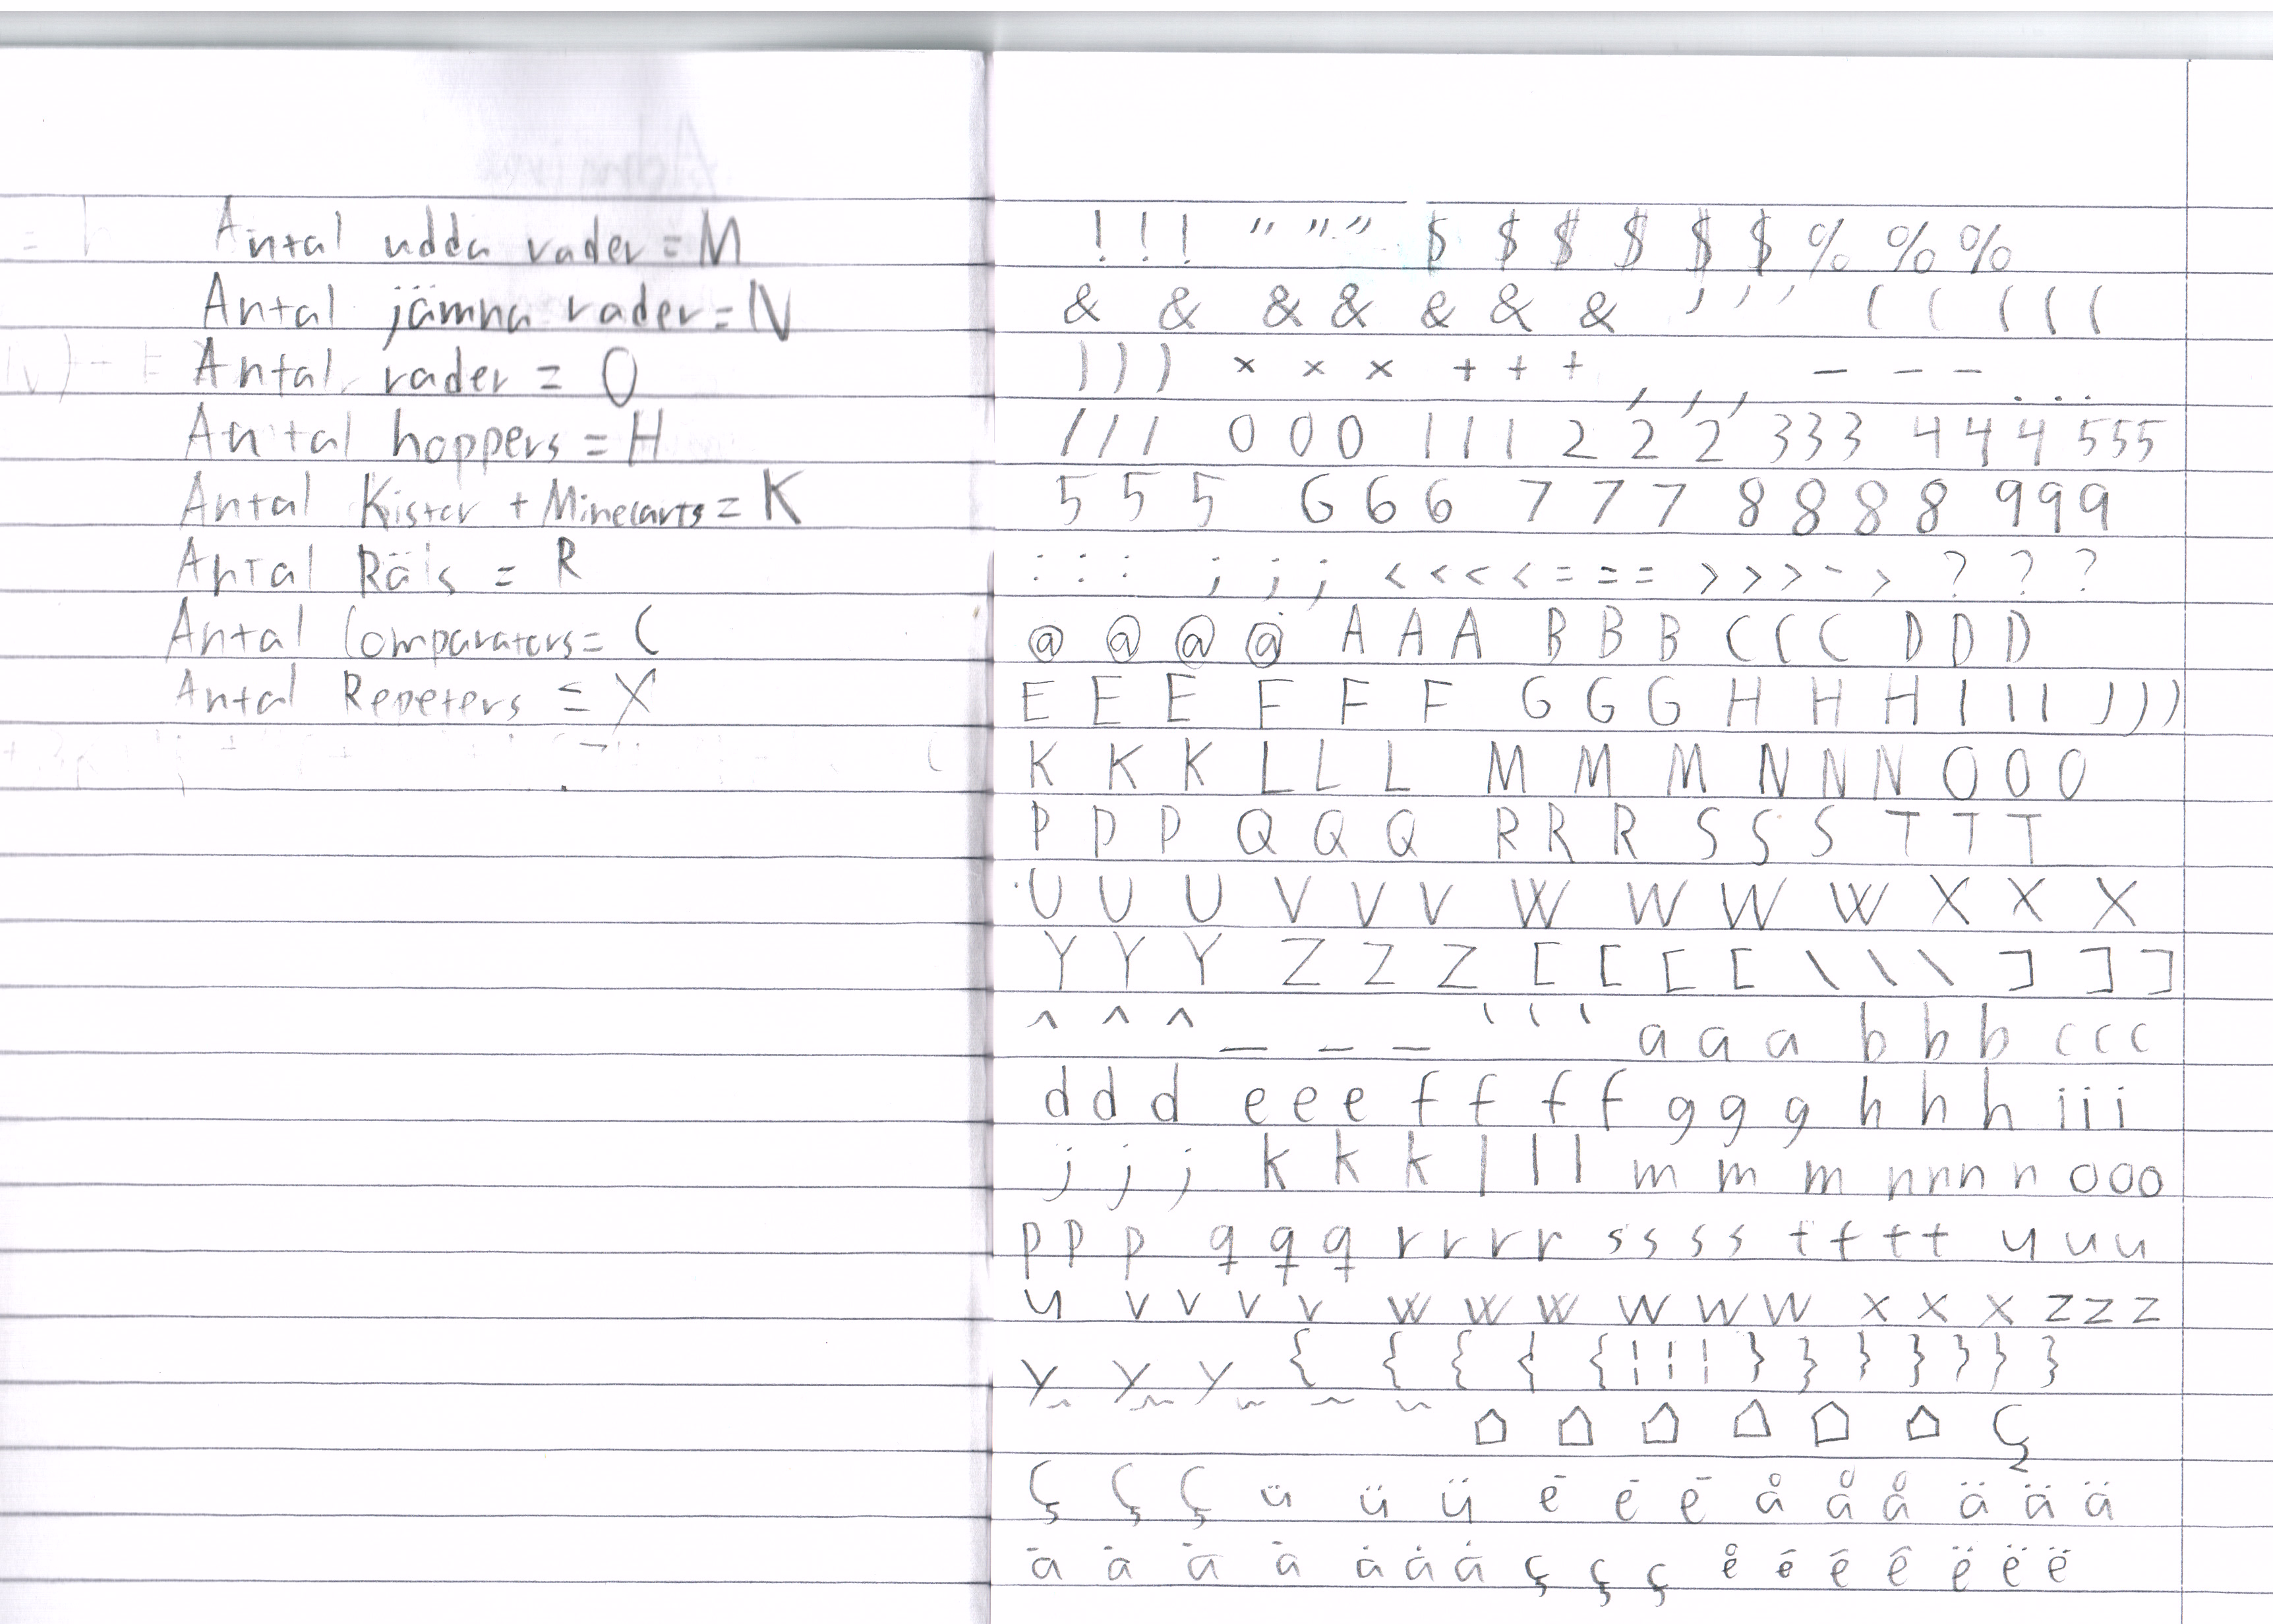 Antal udda rader = M
Antal jämna rader = N
Antal rader = O
Antal hoppers = H
Antal Kistor + Minecarts = K
Antal Räls = R
Antal Comparators = C
Antal Repeters = X
! ! ! " " " $ $ $ $ $ $ % % %
& & & & & & & ' ' ' ( ( ( ( (
) ) ) × × × + + + , , , - - - . . .
/ / / 0 0 0 1 1 1 2 2 2 3 3 3 4 4 4 5 5 5
5 5 5 6 6 6 7 7 7 8 8 8 8 9 9 9
: : : ; ; ; < < < < = = = > > > - > ? ? ?
@ @ @ @ A A A B B B C C C D D D
E E E F F F G G G H H H I I I J J J
K K K L L L M M M N N N O O O
P P P Q Q Q R R R S S S T T T
U U U V V V W W W W X X X
Y Y Y Z Z Z [ [ [ [ \ \ \ ] ] ]
^ ^ ^ _ _ _ ` ` ` a a a b b b c c c
d d d e e e f f f f g g g h h h i i i
j j j k k k l l l m m m n n n n o o o
p p p q q q r r r r s s s s t t t t u u u
u v v v v w w w w w w x x x z z z
y y y { { { { { ¦ ¦ ¦ } } } } } } }
~ ~ ~ ~ ~ ⌂ ⌂ ⌂ ⌂ ⌂ ⌂ Ç
Ç Ç Ç ü ü ü é é é å å å ä ä ä
ā ā ā ā ȧ ȧ ȧ ç ç ç e̊ ē ē ê ë ë ë